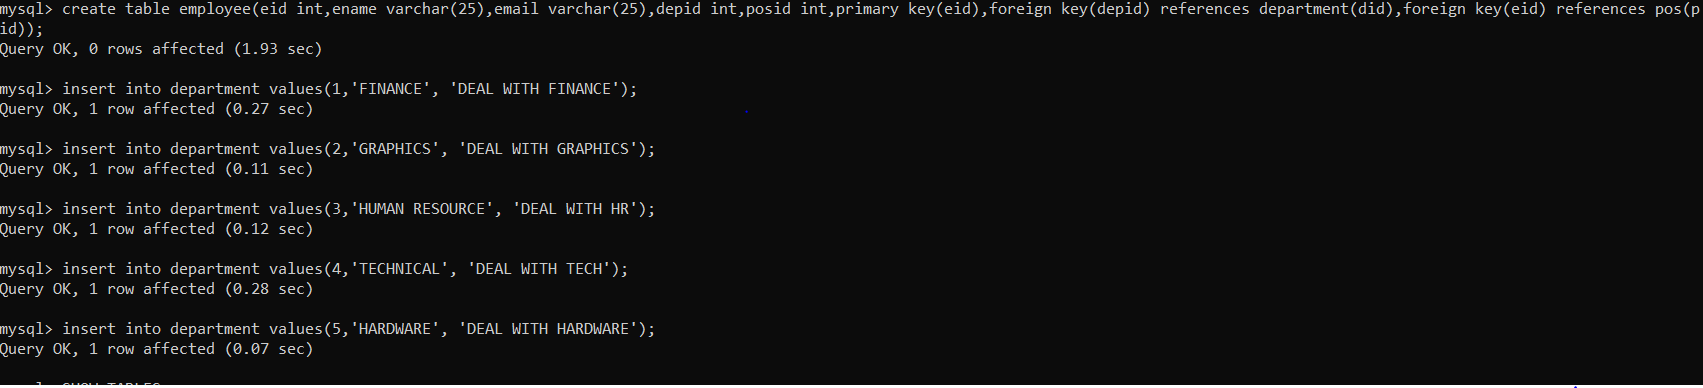 mysql> create table employee(eid int,ename varchar(25),email varchar(25),depid int,posid int,primary key(eid),foreign key(depid) references department(did),foreign key(eid) references pos(p
id));
Query OK, 0 rows affected (1.93 sec)
mysql> insert into department values(1,'FINANCE', 'DEAL WITH FINANCE');
Query OK, 1 row affected (0.27 sec)
mysql> insert into department values(2,'GRAPHICS', 'DEAL WITH GRAPHICS');
Query OK, 1 row affected (0.11 sec)
mysql> insert into department values(3,'HUMAN RESOURCE', 'DEAL WITH HR');
Query OK, 1 row affected (0.12 sec)
mysql> insert into department values(4,'TECHNICAL', 'DEAL WITH TECH');
Query OK, 1 row affected (0.28 sec)
mysql> insert into department values(5,'HARDWARE', 'DEAL WITH HARDWARE');
Query OK, 1 row affected (0.07 sec)